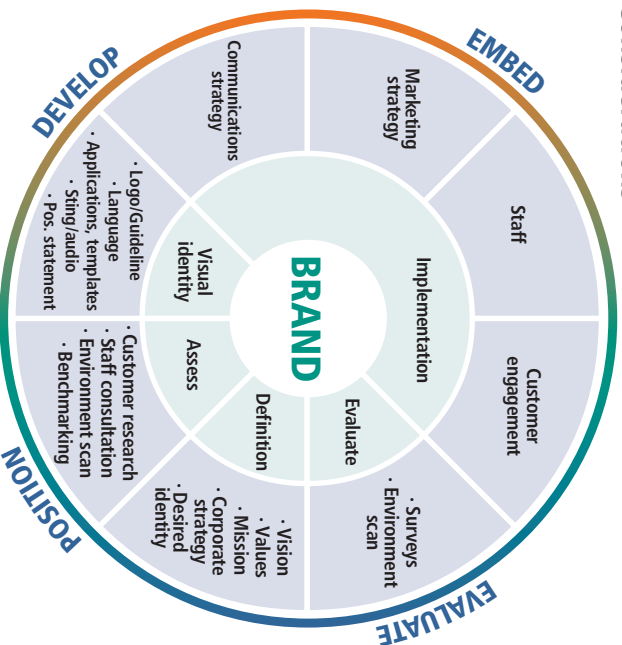 BRAND
Implementation
Evaluate
Definition
Assess
Visual
identity
EMBED
Marketing
strategy
Staff
Customer
engagement
EVALUATE
· Surveys
· Environment
scan
POSITION
· Vision
· Values
· Mission
· Corporate
strategy
· Desired
identity
· Customer research
· Staff consultation
· Environment scan
· Benchmarking
DEVELOP
· Logo/Guideline
· Language
· Applications, templates
· Sting/audio
· Pos. statement
Communications
strategy